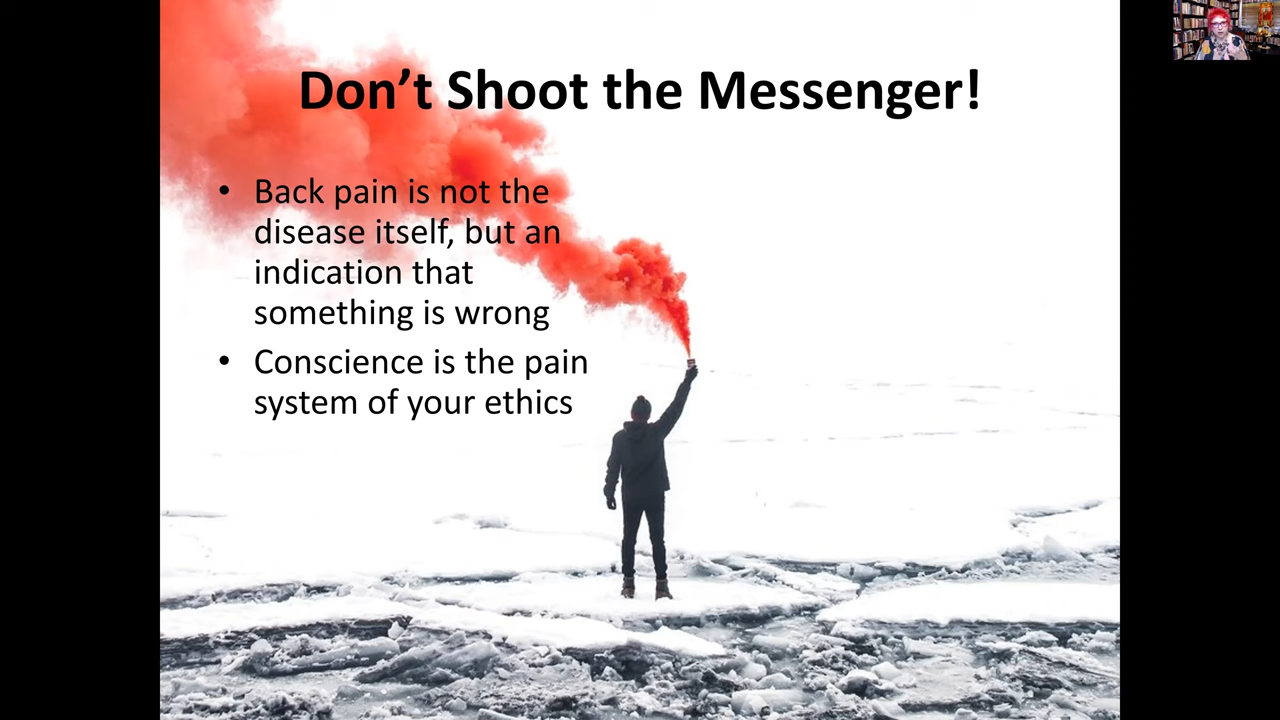 Don’t Shoot the Messenger!
• Back pain is not the
disease itself, but an
indication that
something is wrong
• Conscience is the pain
system of your ethics